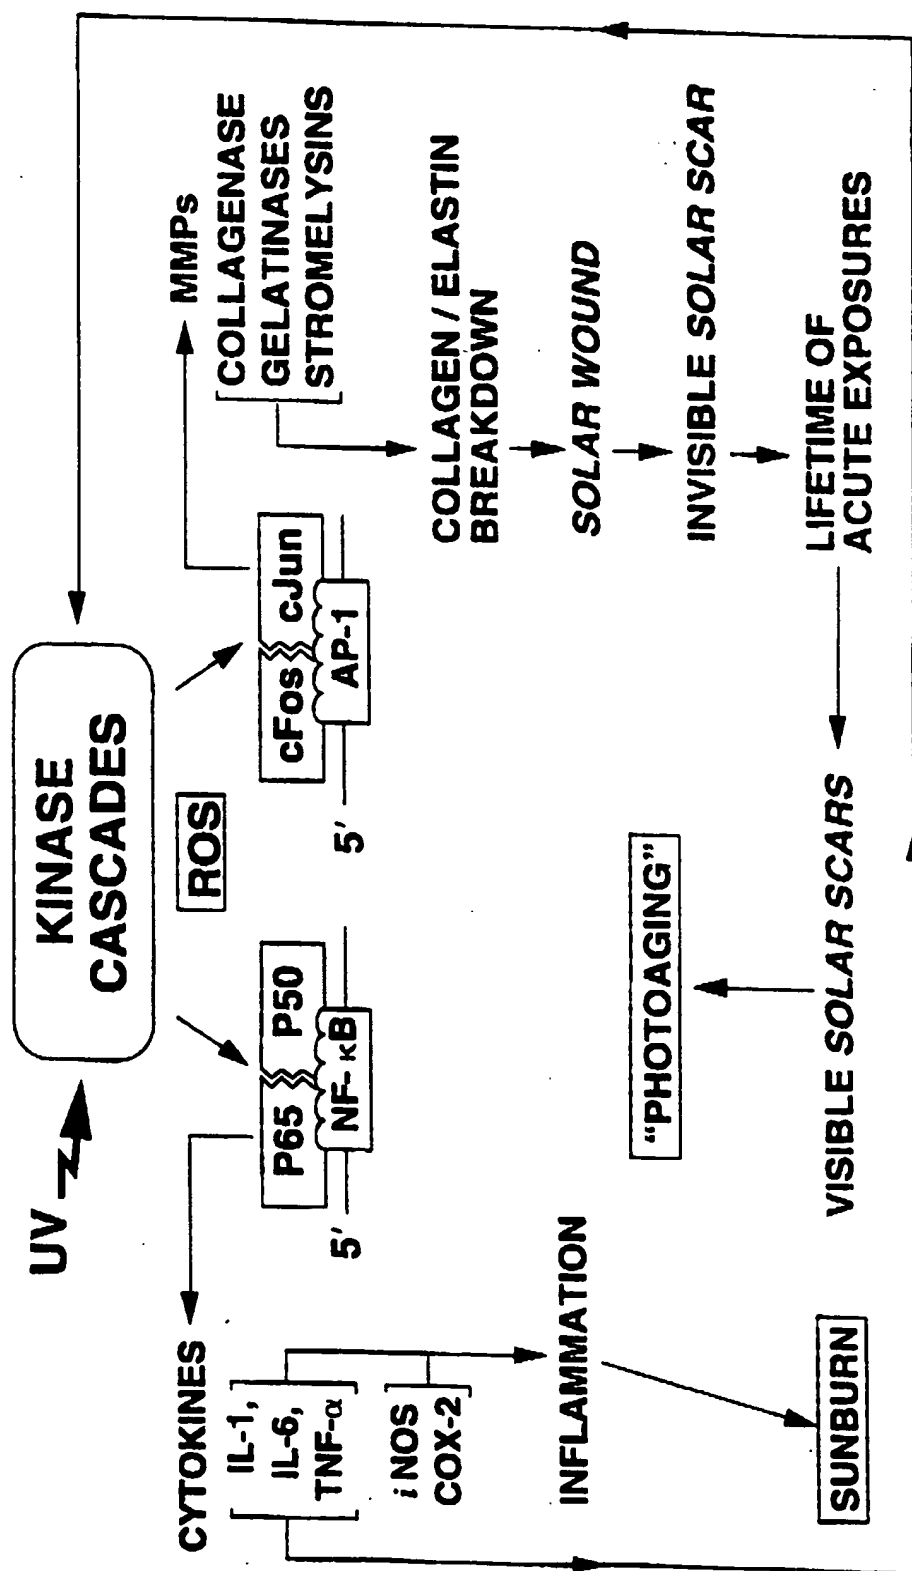 UV
KINASE
CASCADES
ROS
CYTOKINES
IL-1,
IL-6,
TNF-α
iNOS
COX-2
INFLAMMATION
SUNBURN
P65 P50
NF-κB
5′
cFos cJun
AP-1
5′
MMPs
COLLAGENASE
GELATINASES
STROMELYSINS
COLLAGEN / ELASTIN
BREAKDOWN
SOLAR WOUND
INVISIBLE SOLAR SCAR
LIFETIME OF
ACUTE EXPOSURES
VISIBLE SOLAR SCARS
“PHOTOAGING”